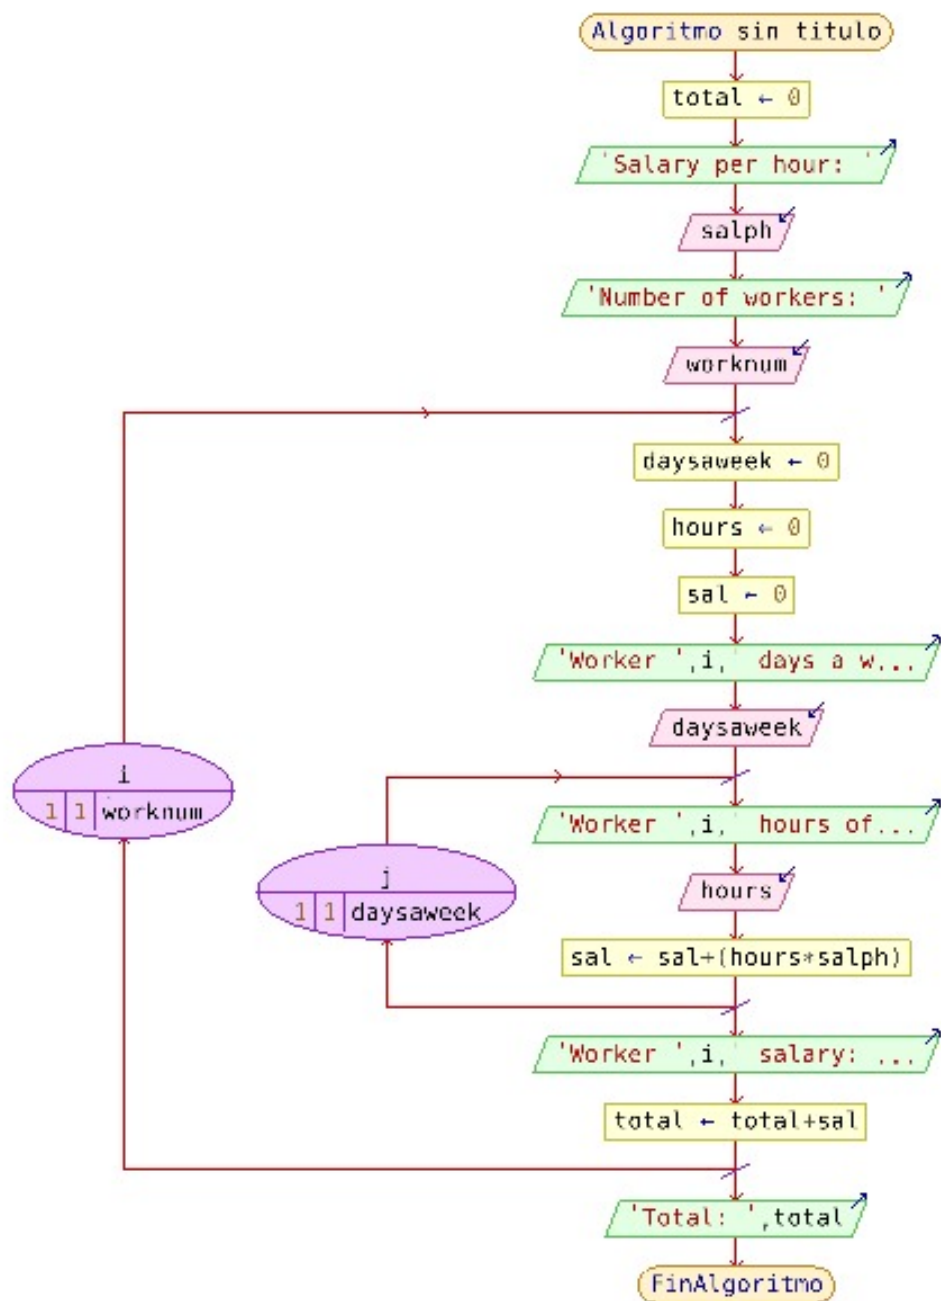 Algoritmo sin titulo
total ← 0
'Salary per hour: '
salph
'Number of workers: '
worknum
daysaweek ← 0
hours ← 0
sal ← 0
'Worker ',i,' days a w...
daysaweek
i
1 1 worknum
'Worker ',i,' hours of...
j
1 1 daysaweek
hours
sal ← sal+(hours*salph)
'Worker ',i,' salary: ...
total ← total+sal
'Total: ',total
FinAlgoritmo